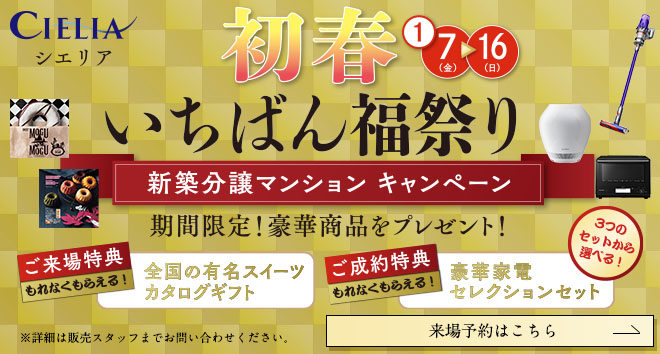 CIELIA
シエリア
初春
1 7(金) 16(日)
いちばん福祭り
新築分譲マンション キャンペーン
期間限定!豪華商品をプレゼント!
3つの
セットから
選べる!
ご来場特典
もれなくもらえる!
全国の有名スイーツ
カタログギフト
ご成約特典
もれなくもらえる!
豪華家電
セレクションセット
※詳細は販売スタッフまでお問い合わせください。
来場予約はこちら
MOGU
MOGU